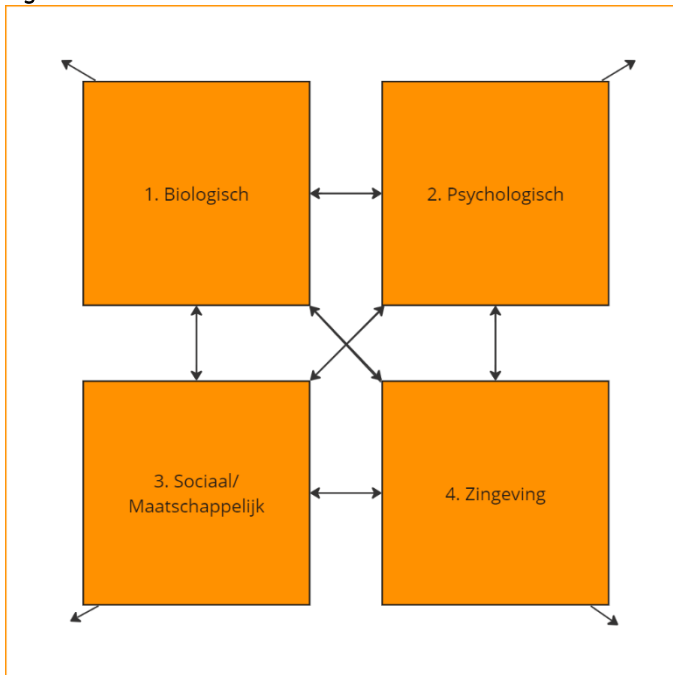 1. Biologisch
2. Psychologisch
3. Sociaal/
Maatschappelijk
4. Zingeving